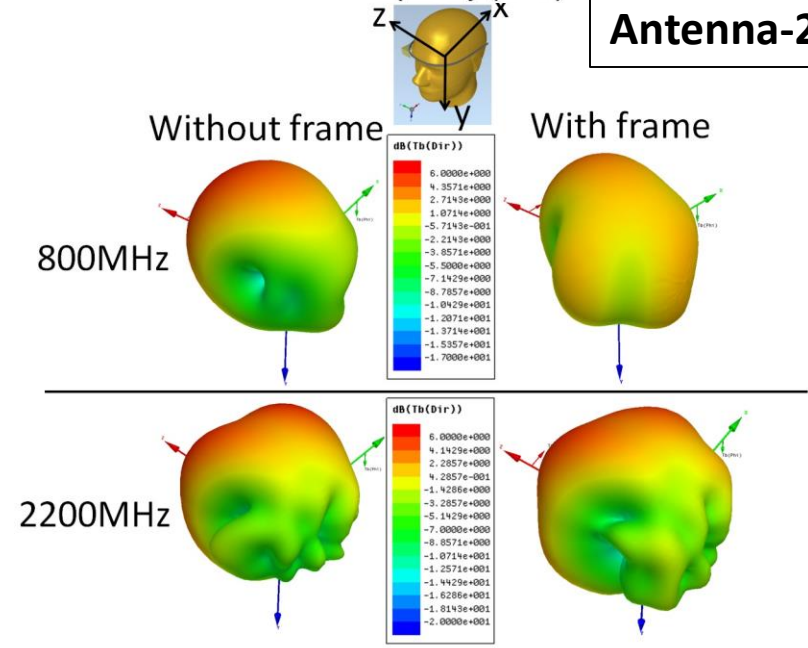 z
x
Antenna-2
y
Without frame
With frame
dB(Tb(Dir))
6.0000e+000
4.3571e+000
2.7143e+000
1.0714e+000
-5.7143e-001
-2.2143e+000
-3.8571e+000
-5.5000e+000
-7.1429e+000
-8.7857e+000
-1.0429e+001
-1.2071e+001
-1.3714e+001
-1.5357e+001
-1.7000e+001
800MHz
dB(Tb(Dir))
6.0000e+000
4.1429e+000
2.2857e+000
4.2857e-001
-1.4286e+000
-3.2857e+000
-5.1429e+000
-7.0000e+000
-8.8571e+000
-1.0714e+001
-1.2571e+001
-1.4429e+001
-1.6286e+001
-1.8143e+001
-2.0000e+001
2200MHz